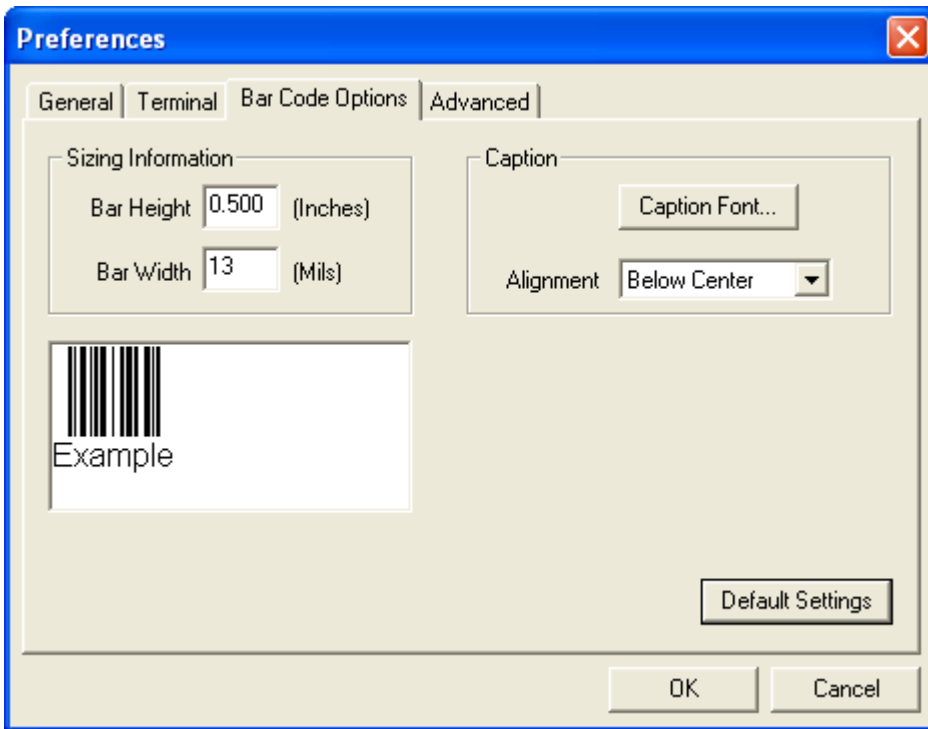 Preferences
General Terminal Bar Code Options Advanced
Sizing Information
Bar Height 0.500 (Inches)
Bar Width 13 (Mils)
Caption
Caption Font...
Alignment Below Center
Example
Default Settings
OK Cancel